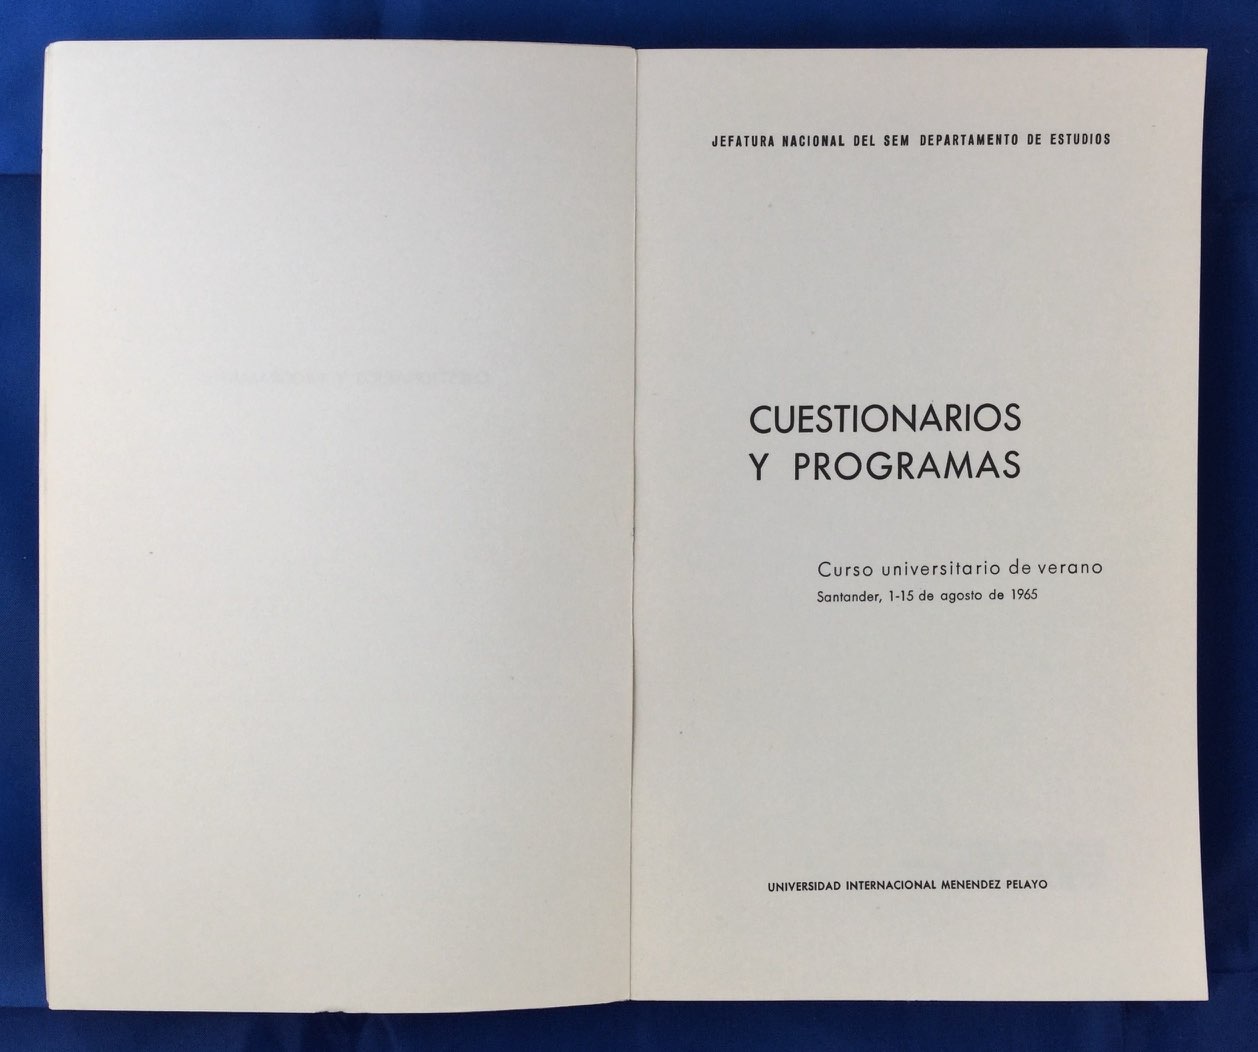 JEFATURA NACIONAL DEL SEM DEPARTAMENTO DE ESTUDIOS
CUESTIONARIOS
Y PROGRAMAS
Curso universitario de verano
Santander, 1-15 de agosto de 1965
UNIVERSIDAD INTERNACIONAL MENENDEZ PELAYO